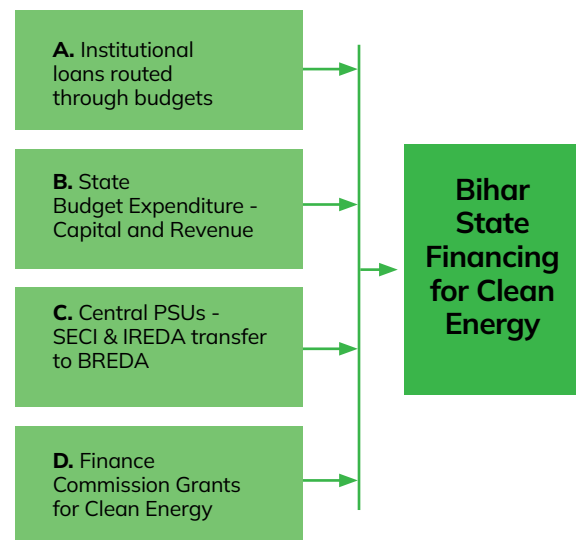 A. Institutional
loans routed
through budgets
B. State
Budget Expenditure -
Capital and Revenue
C. Central PSUs -
SECI & IREDA transfer
to BREDA
D. Finance
Commission Grants
for Clean Energy
Bihar
State
Financing
for Clean
Energy